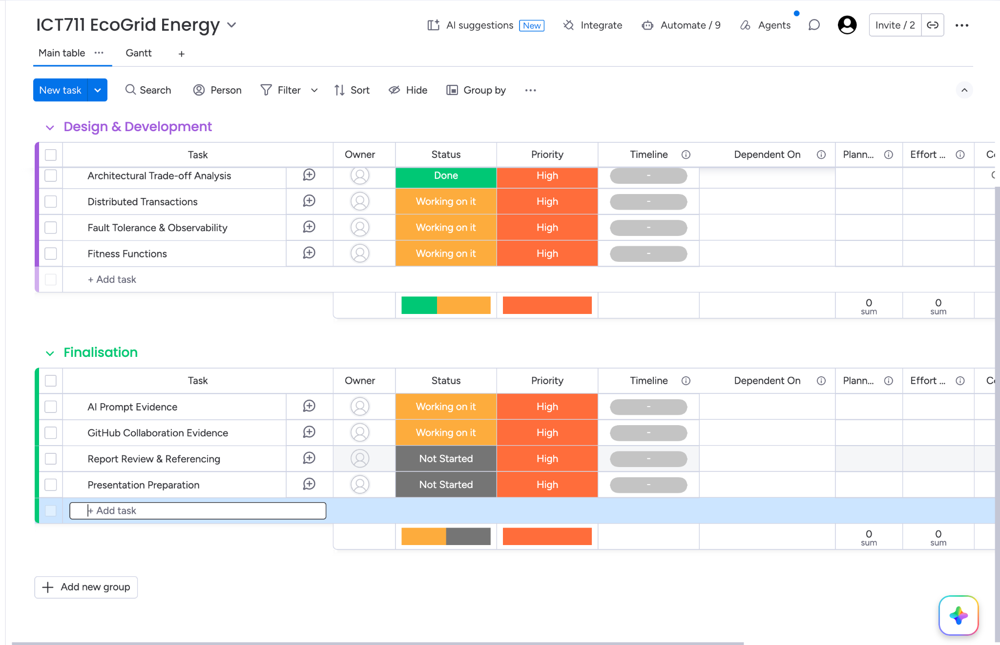 ICT711 EcoGrid Energy
AI suggestions New Integrate Automate / 9 Agents Invite / 2
Main table Gantt +
New task Search Person Filter Sort Hide Group by
Design & Development
Task Owner Status Priority Timeline Dependent On Plann... Effort ...
Architectural Trade-off Analysis Done High -
Distributed Transactions Working on it High -
Fault Tolerance & Observability Working on it High -
Fitness Functions Working on it High -
+ Add task
0 0
sum sum
Finalisation
Task Owner Status Priority Timeline Dependent On Plann... Effort ...
AI Prompt Evidence Working on it High -
GitHub Collaboration Evidence Working on it High -
Report Review & Referencing Not Started High -
Presentation Preparation Not Started High -
+ Add task
0 0
sum sum
Add new group